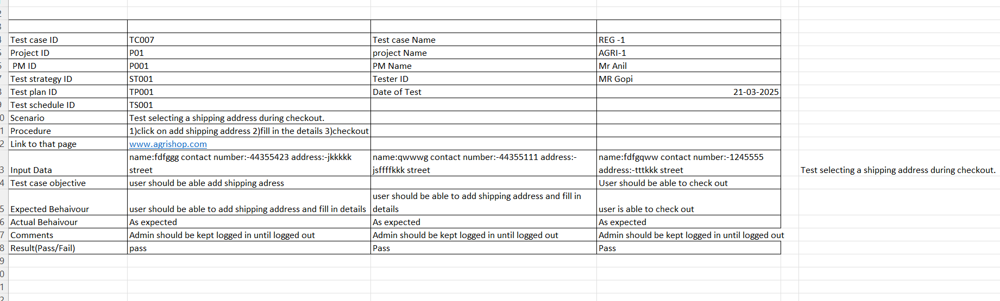 Test case ID TC007 Test case Name REG -1
Project ID P01 project Name AGRI-1
PM ID P001 PM Name Mr Anil
Test strategy ID ST001 Tester ID MR Gopi
Test plan ID TP001 Date of Test 21-03-2025
Test schedule ID TS001
Scenario Test selecting a shipping address during checkout.
Procedure 1)click on add shipping address 2)fill in the details 3)checkout
Link to that page www.agrishop.com
name:fdfggg contact number:-44355423 address:-jkkkkk name:qwwwg contact number:-44355111 address:- name:fdfgqww contact number:-1245555
Input Data street jsffffkkk street address:-tttkkk street Test selecting a shipping address during checkout.
Test case objective user should be able add shipping adress User should be able to check out
user should be able to add shipping address and fill in
Expected Behaivour user should be able to add shipping address and fill in details details user is able to check out
Actual Behaivour As expected As expected As expected
Comments Admin should be kept logged in until logged out Admin should be kept logged in until logged out Admin should be kept logged in until logged out
Result(Pass/Fail) pass Pass Pass